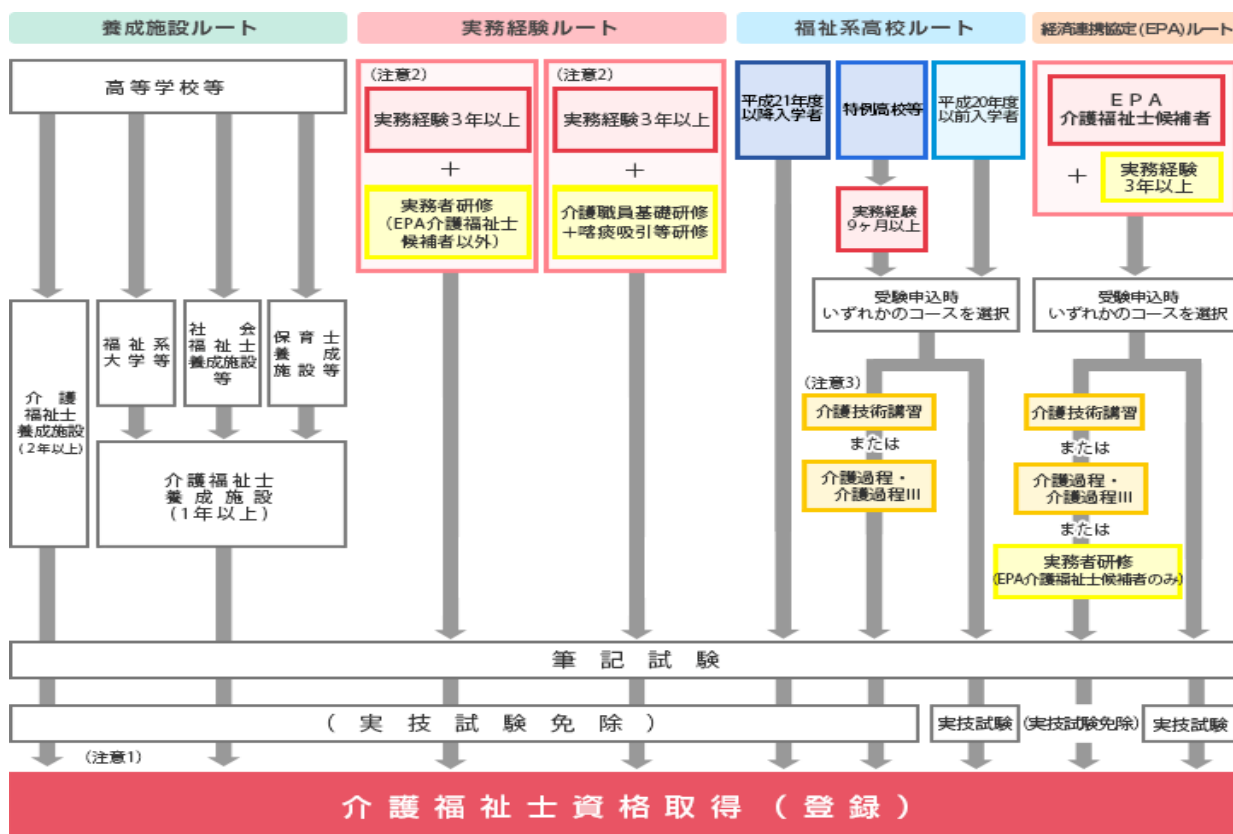 養成施設ルート
高等学校等
介護
福祉士
養成施設
(2年以上)
福祉系
大学等
社会
福祉士
養成施設
等
保育士
養成
施設等
介護福祉士
養成施設
(1年以上)
実務経験ルート
(注意2)
実務経験3年以上
+
実務者研修
(EPA介護福祉士
候補者以外)
(注意2)
実務経験3年以上
+
介護職員基礎研修
+喀痰吸引等研修
福祉系高校ルート
平成21年度
以降入学者
特例高校等
平成20年度
以前入学者
実務経験
9ヶ月以上
受験申込時
いずれかのコースを選択
(注意3)
介護技術講習
または
介護過程・
介護過程III
経済連携協定(EPA)ルート
EPA
介護福祉士候補者
+
実務経験
3年以上
受験申込時
いずれかのコースを選択
介護技術講習
または
介護過程・
介護過程III
または
実務者研修
(EPA介護福祉士候補者のみ)
筆記試験
(実技試験免除)
実技試験
(実技試験免除)
実技試験
(注意1)
介護福祉士資格取得(登録)